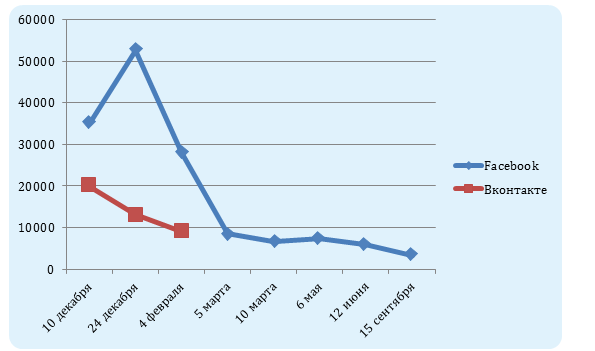 60000
50000
40000
30000
20000
10000
0
10 декабря
24 декабря
4 февраля
5 марта
10 марта
6 мая
12 июня
15 сентября
Facebook
Вконтакте